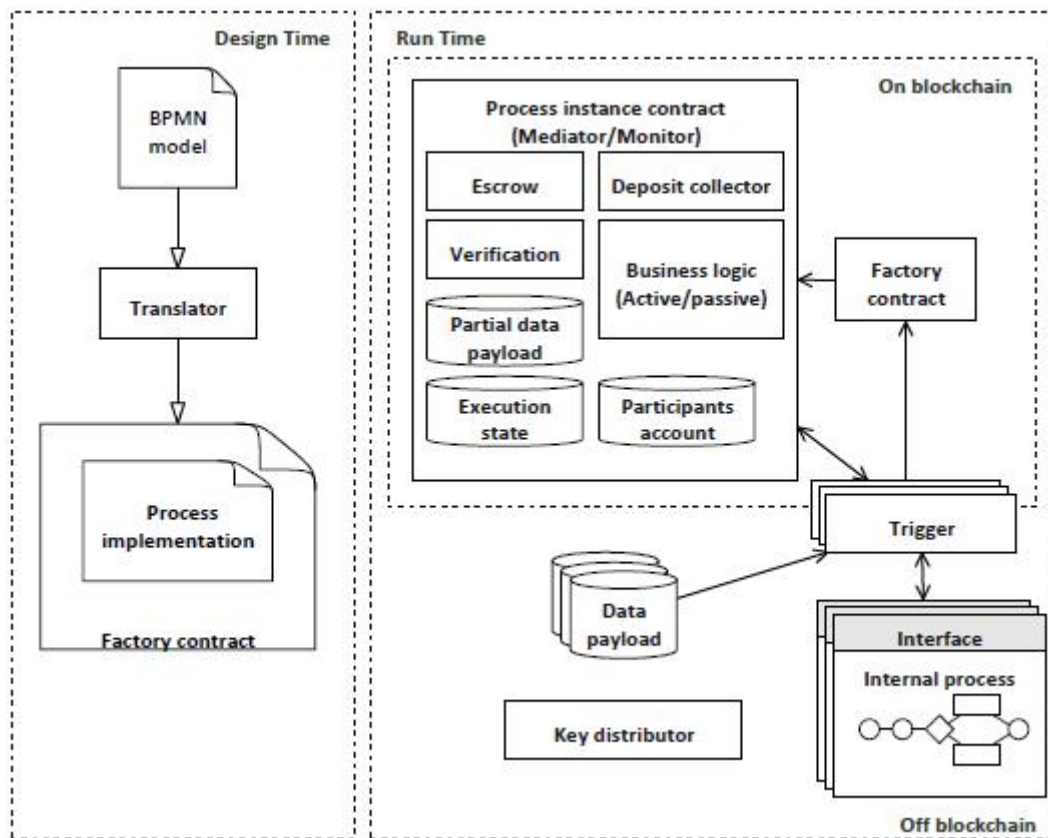 Design Time
BPMN
model
Translator
Process
implementation
Factory contract
Run Time
On blockchain
Process instance contract
(Mediator/Monitor)
Escrow
Deposit collector
Verification
Business logic
(Active/passive)
Partial data
payload
Execution
state
Participants
account
Factory
contract
Trigger
Data
payload
Interface
Internal process
Key distributor
Off blockchain